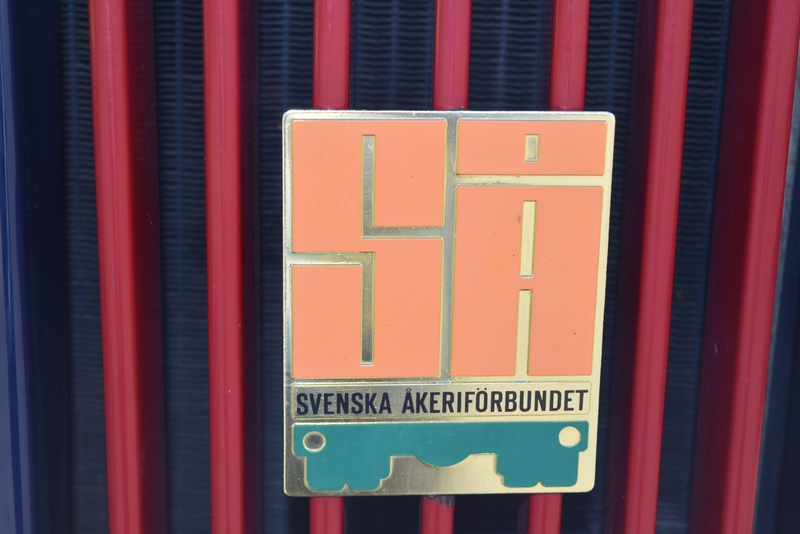 SÅ
SVENSKA ÅKERIFÖRBUNDET